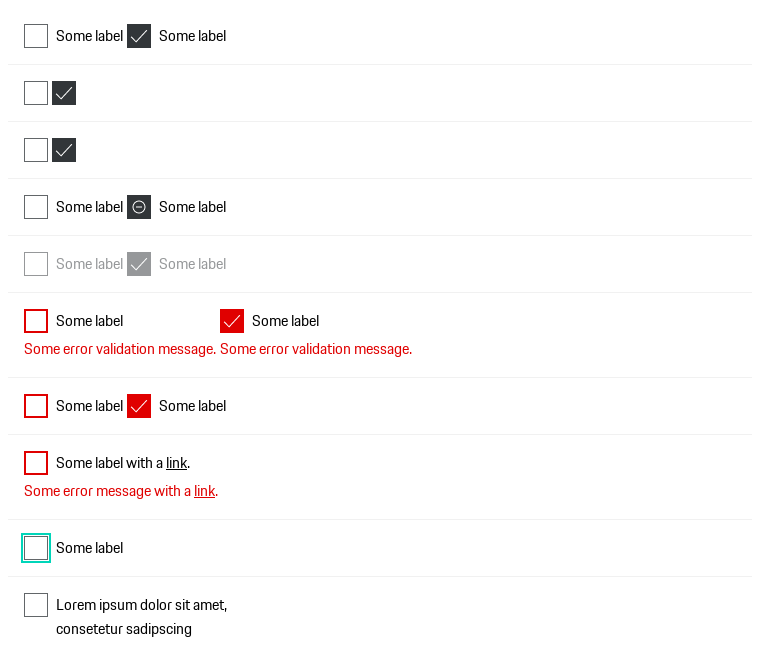 Some label Some label
Some label Some label
Some label Some label
Some label Some label
Some error validation message. Some error validation message.
Some label Some label
Some label with a link.
Some error message with a link.
Some label
Lorem ipsum dolor sit amet,
consetetur sadipscing